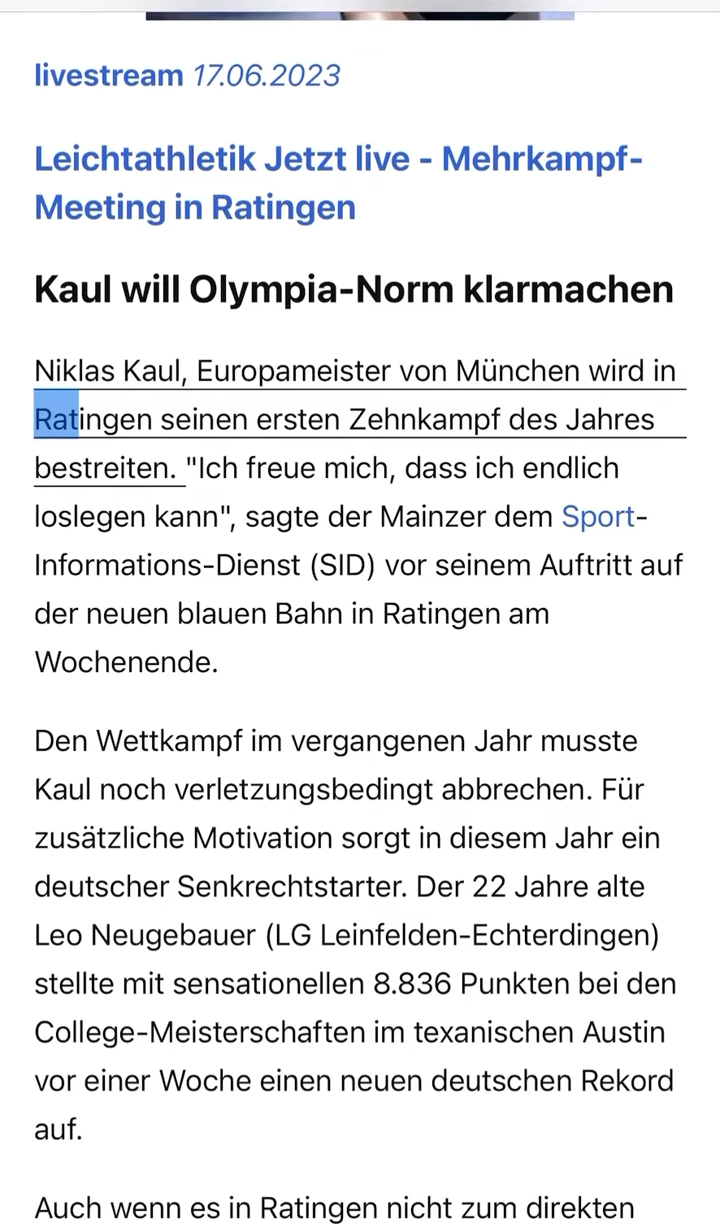 livestream 17.06.2023
Leichtathletik Jetzt live - Mehrkampf-
Meeting in Ratingen
Kaul will Olympia-Norm klarmachen
Niklas Kaul, Europameister von München wird in
Ratingen seinen ersten Zehnkampf des Jahres
bestreiten. "Ich freue mich, dass ich endlich
loslegen kann", sagte der Mainzer dem Sport-
Informations-Dienst (SID) vor seinem Auftritt auf
der neuen blauen Bahn in Ratingen am
Wochenende.
Den Wettkampf im vergangenen Jahr musste
Kaul noch verletzungsbedingt abbrechen. Für
zusätzliche Motivation sorgt in diesem Jahr ein
deutscher Senkrechtstarter. Der 22 Jahre alte
Leo Neugebauer (LG Leinfelden-Echterdingen)
stellte mit sensationellen 8.836 Punkten bei den
College-Meisterschaften im texanischen Austin
vor einer Woche einen neuen deutschen Rekord
auf.
Auch wenn es in Ratingen nicht zum direkten